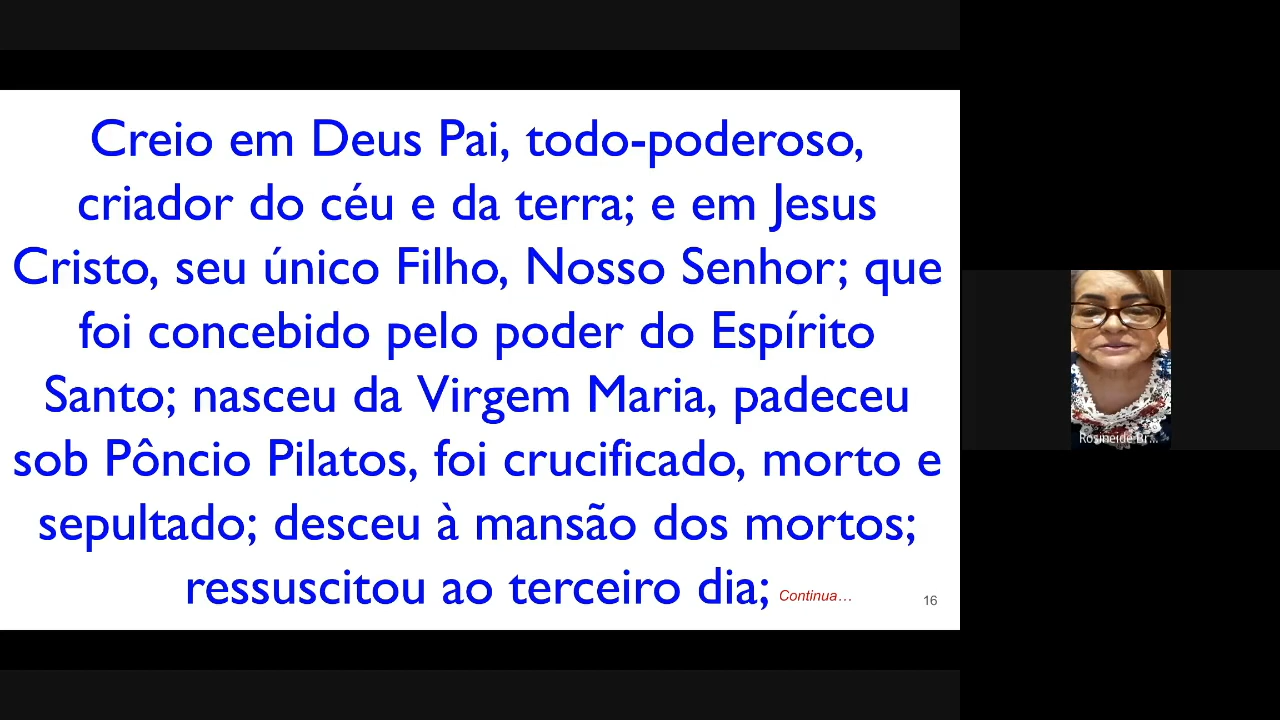 Creio em Deus Pai, todo-poderoso,
criador do céu e da terra; e em Jesus
Cristo, seu único Filho, Nosso Senhor; que
foi concebido pelo poder do Espírito
Santo; nasceu da Virgem Maria, padeceu
sob Pôncio Pilatos, foi crucificado, morto e
sepultado; desceu à mansão dos mortos;
ressuscitou ao terceiro dia; Continua...
16
Rosineide Br...